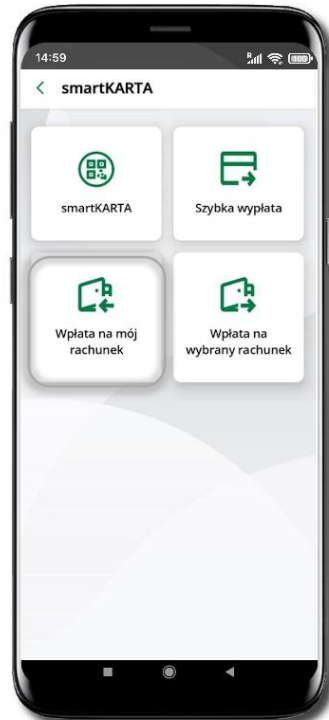 14:59
smartKARTA
smartKARTA
Szybka wypłata
Wpłata na mój
rachunek
Wpłata na
wybrany rachunek